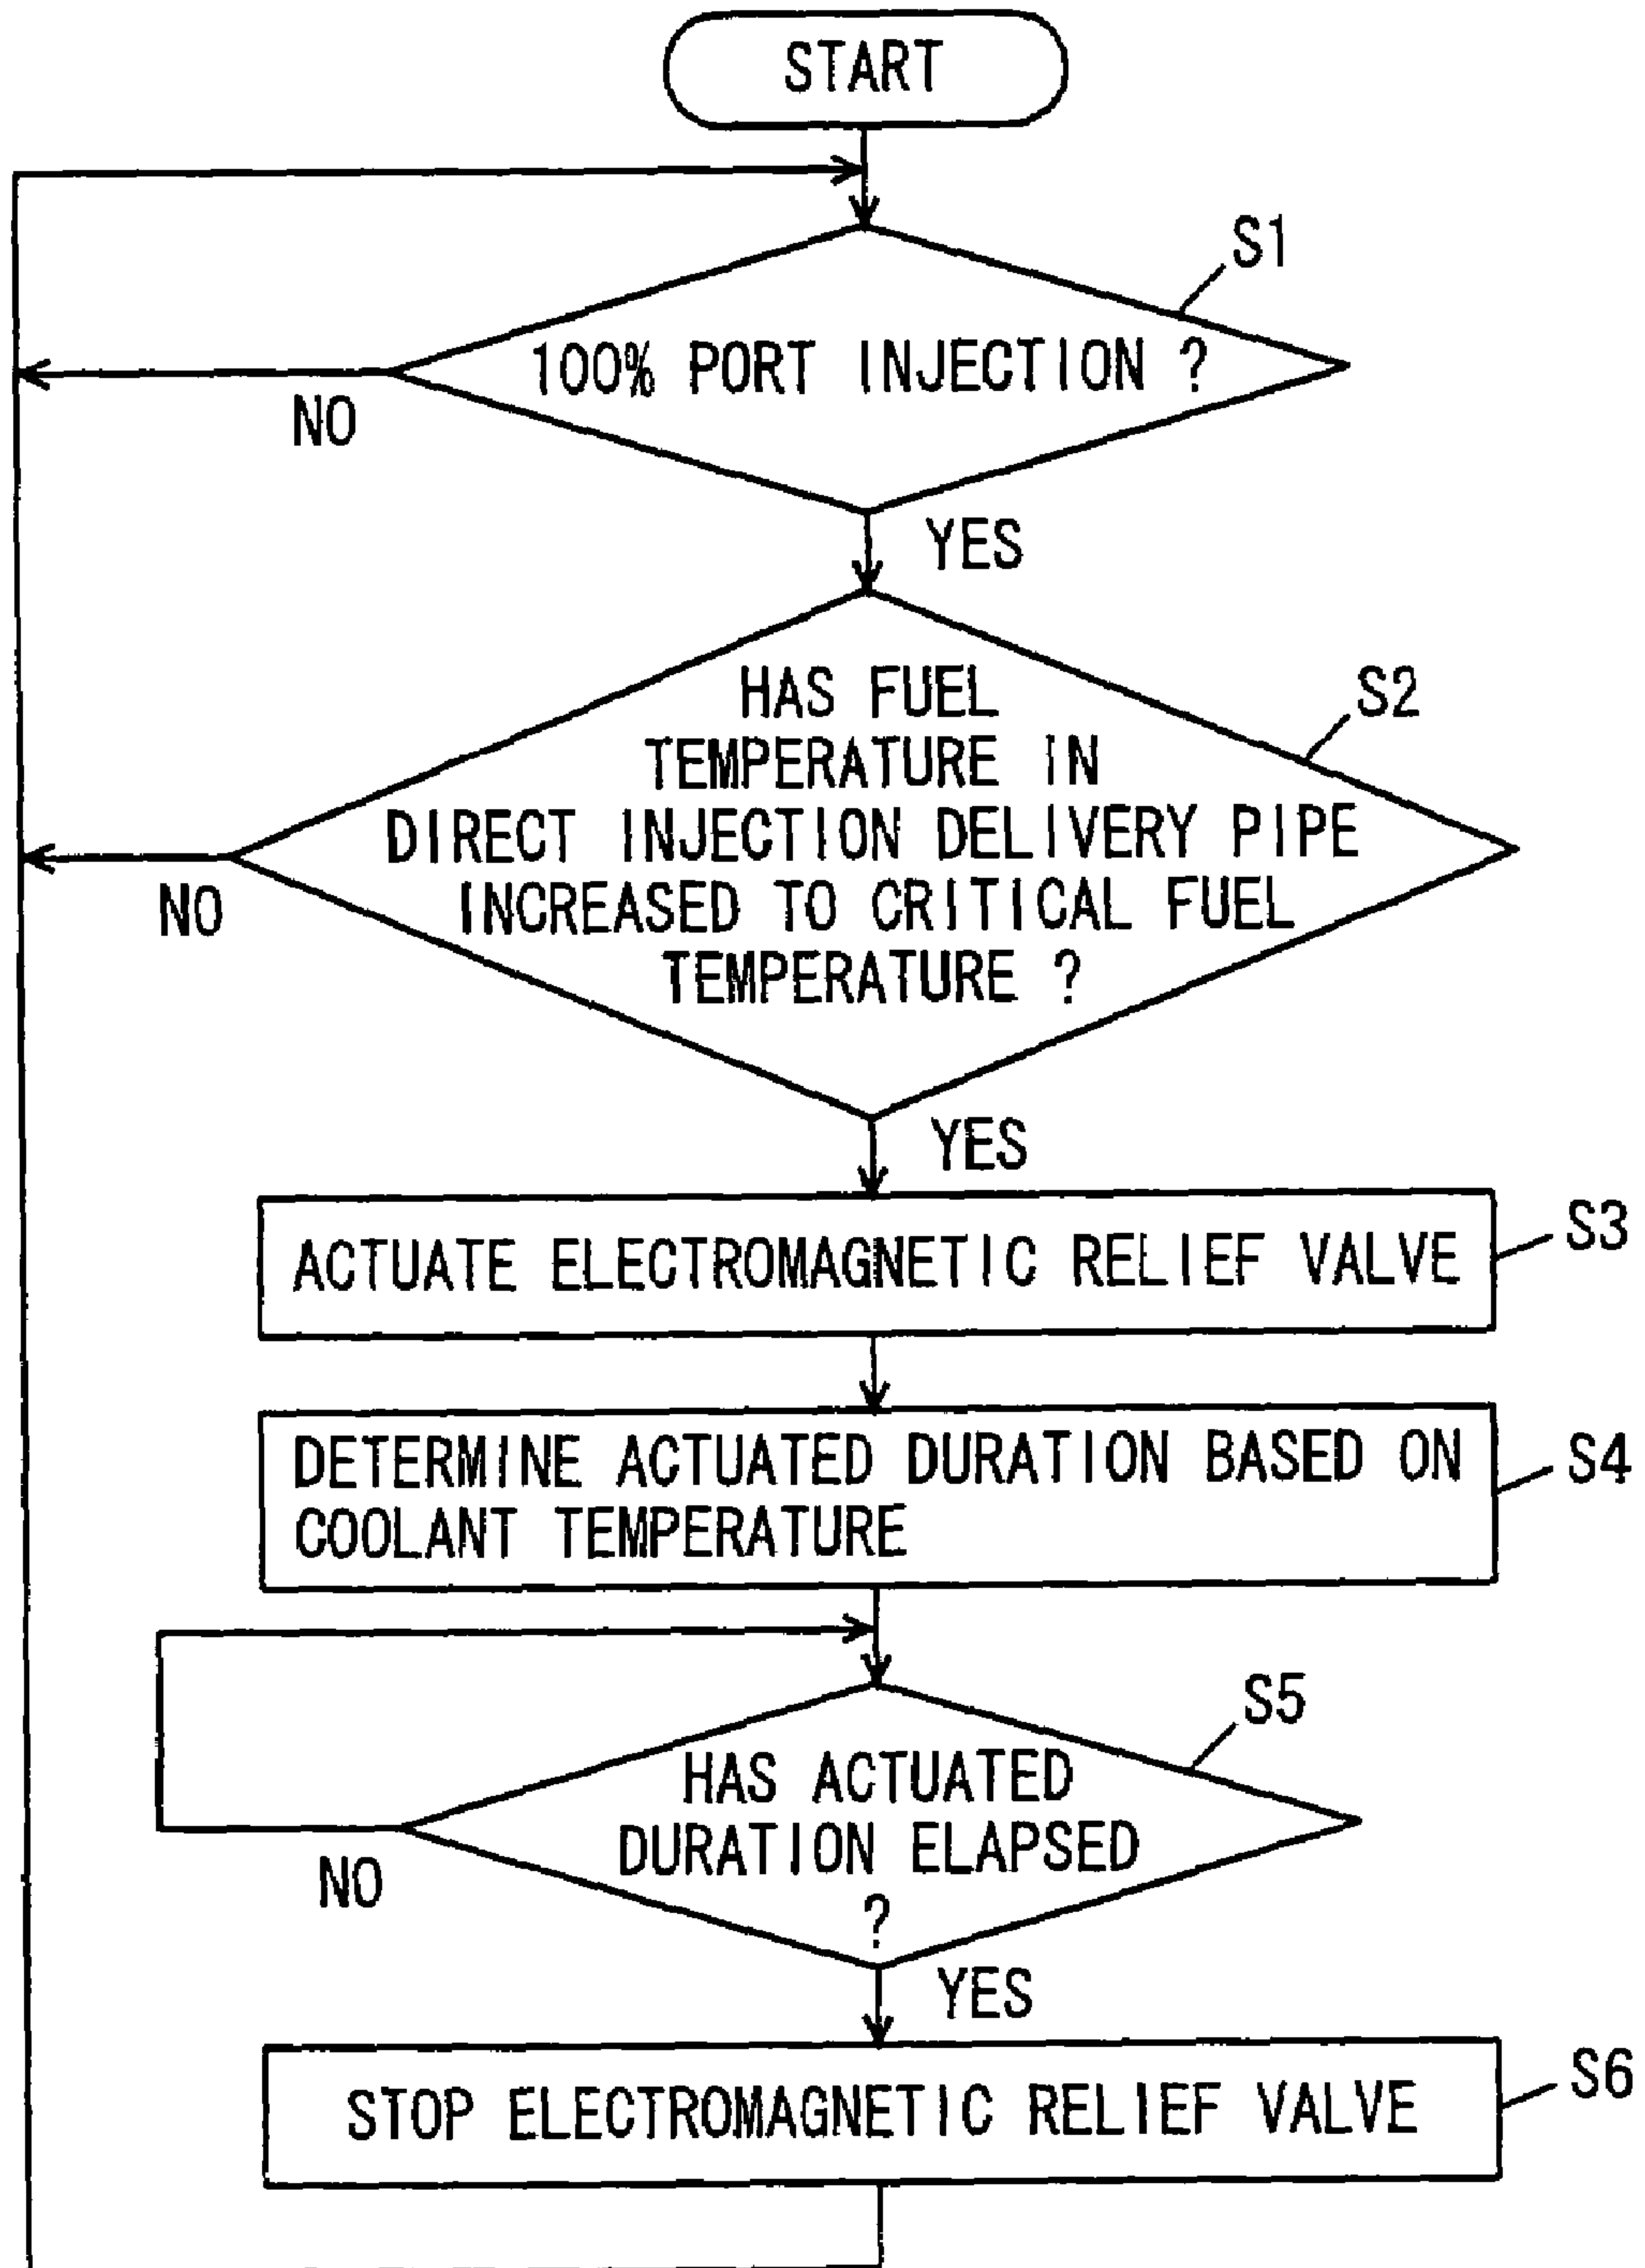 START
S1
100% PORT INJECTION ?
NO
YES
S2
HAS FUEL
TEMPERATURE IN
DIRECT INJECTION DELIVERY PIPE
INCREASED TO CRITICAL FUEL
TEMPERATURE ?
NO
YES
S3
ACTUATE ELECTROMAGNETIC RELIEF VALVE
S4
DETERMINE ACTUATED DURATION BASED ON
COOLANT TEMPERATURE
S5
HAS ACTUATED
DURATION ELAPSED
?
NO
YES
S6
STOP ELECTROMAGNETIC RELIEF VALVE